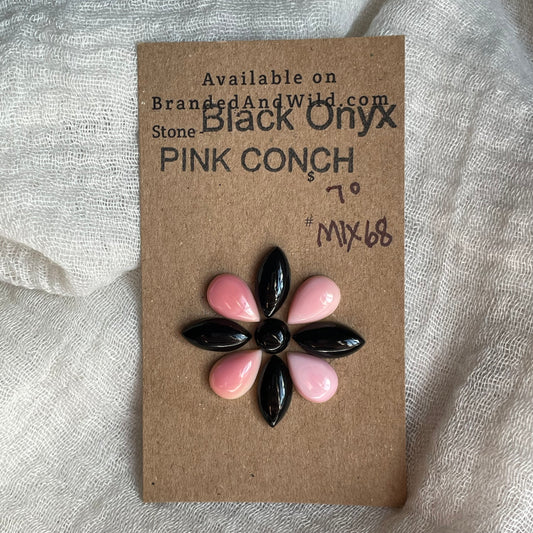 Available on
BrandedAndWild.com
Stone-Black Onyx
PINK CONCH
$ 70
# MIX68